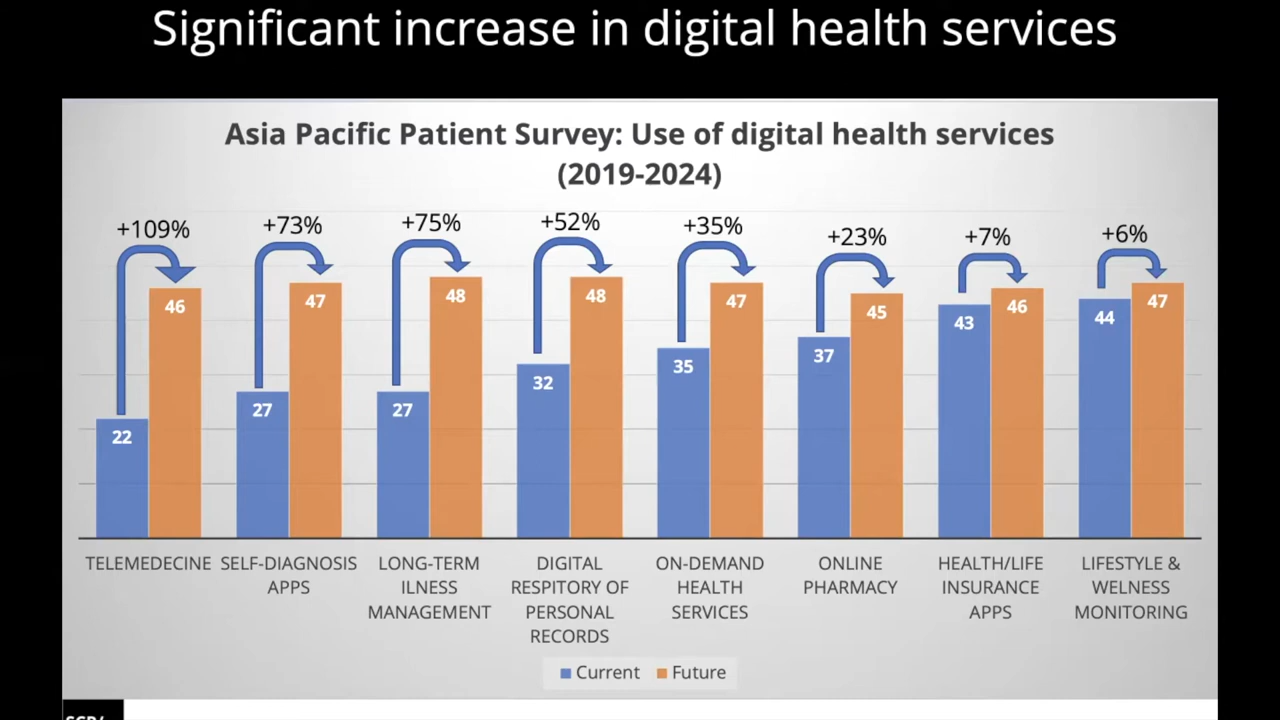 Significant increase in digital health services
Asia Pacific Patient Survey: Use of digital health services
(2019-2024)
+109%
+73%
+75%
+52%
+35%
+23%
+7%
+6%
22
46
27
47
27
48
32
48
35
47
37
45
43
46
44
47
TELEMEDECINE
SELF-DIAGNOSIS
APPS
LONG-TERM
ILNESS
MANAGEMENT
DIGITAL
RESPITORY OF
PERSONAL
RECORDS
ON-DEMAND
HEALTH
SERVICES
ONLINE
PHARMACY
HEALTH/LIFE
INSURANCE
APPS
LIFESTYLE &
WELNESS
MONITORING
Current
Future